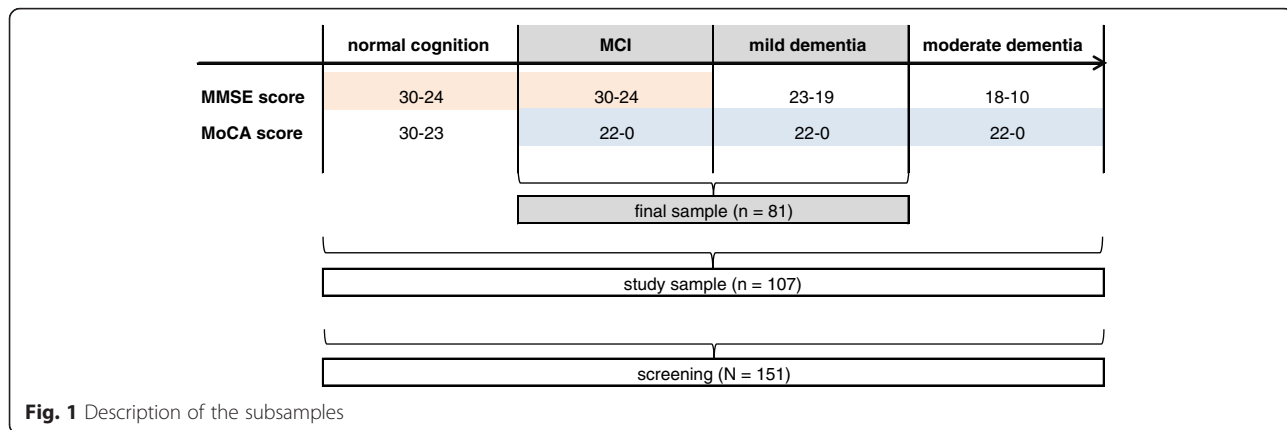 normal cognition MCI mild dementia moderate dementia
MMSE score 30-24 30-24 23-19 18-10
MoCA score 30-23 22-0 22-0 22-0
final sample (n = 81)
study sample (n = 107)
screening (N = 151)
Fig. 1 Description of the subsamples